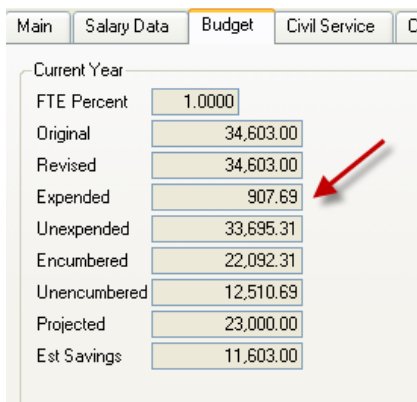 Main Salary Data Budget Civil Service
Current Year
FTE Percent 1.0000
Original 34,603.00
Revised 34,603.00
Expended 907.69
Unexpended 33,695.31
Encumbered 22,092.31
Unencumbered 12,510.69
Projected 23,000.00
Est Savings 11,603.00